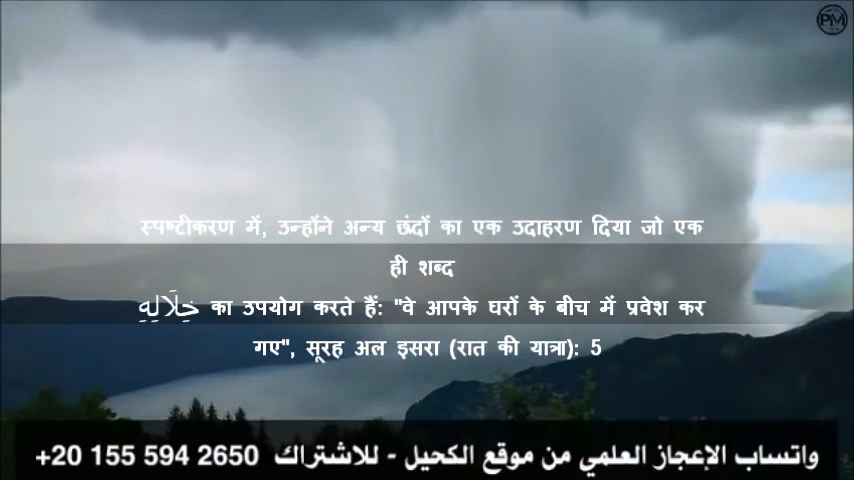 PM
स्पष्टीकरण में, उन्होंने अन्य छंदों का एक उदाहरण दिया जो एक
ही शब्द
خِلَالِهِ का उपयोग करते हैं: "वे आपके घरों के बीच में प्रवेश कर
गए", सूरह अल इसरा (रात की यात्रा): 5
واتساب الإعجاز العلمي من موقع الكحيل - للاشتراك 2650 594 155 20+